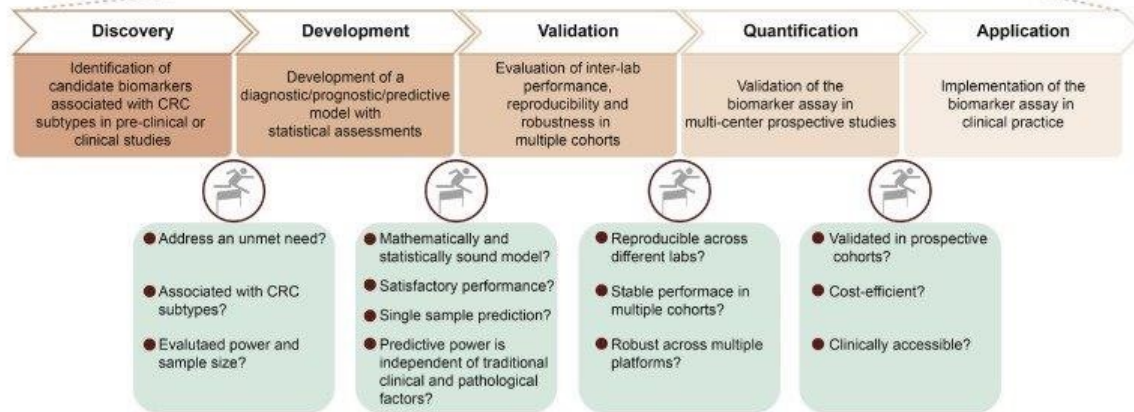 Discovery
Development
Validation
Quantification
Application
Identification of
candidate biomarkers
associated with CRC
subtypes in pre-clinical or
clinical studies
Development of a
diagnostic/prognostic/predictive
model with
statistical assessments
Evaluation of inter-lab
performance,
reproducibility and
robustness in
multiple cohorts
Validation of the
biomarker assay in
multi-center prospective studies
Implementation of the
biomarker assay in
clinical practice
Address an unmet need?
Associated with CRC
subtypes?
Evalutaed power and
sample size?
Mathematically and
statistically sound model?
Satisfactory performance?
Single sample prediction?
Predictive power is
independent of traditional
clinical and pathological
factors?
Reproducible across
different labs?
Stable performace in
multiple cohorts?
Robust across multiple
platforms?
Validated in prospective
cohorts?
Cost-efficient?
Clinically accessible?